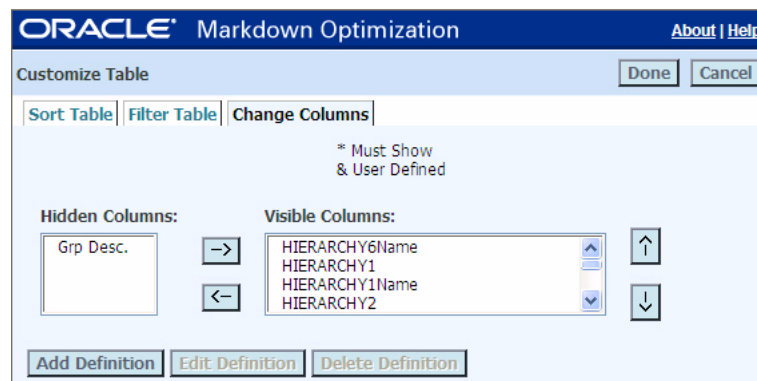 ORACLE Markdown Optimization About | Help
Customize Table Done Cancel
Sort Table Filter Table Change Columns
* Must Show
& User Defined
Hidden Columns: Visible Columns:
Grp Desc. --> HIERARCHY6Name
HIERARCHY1
<-- HIERARCHY1Name
HIERARCHY2
Add Definition Edit Definition Delete Definition